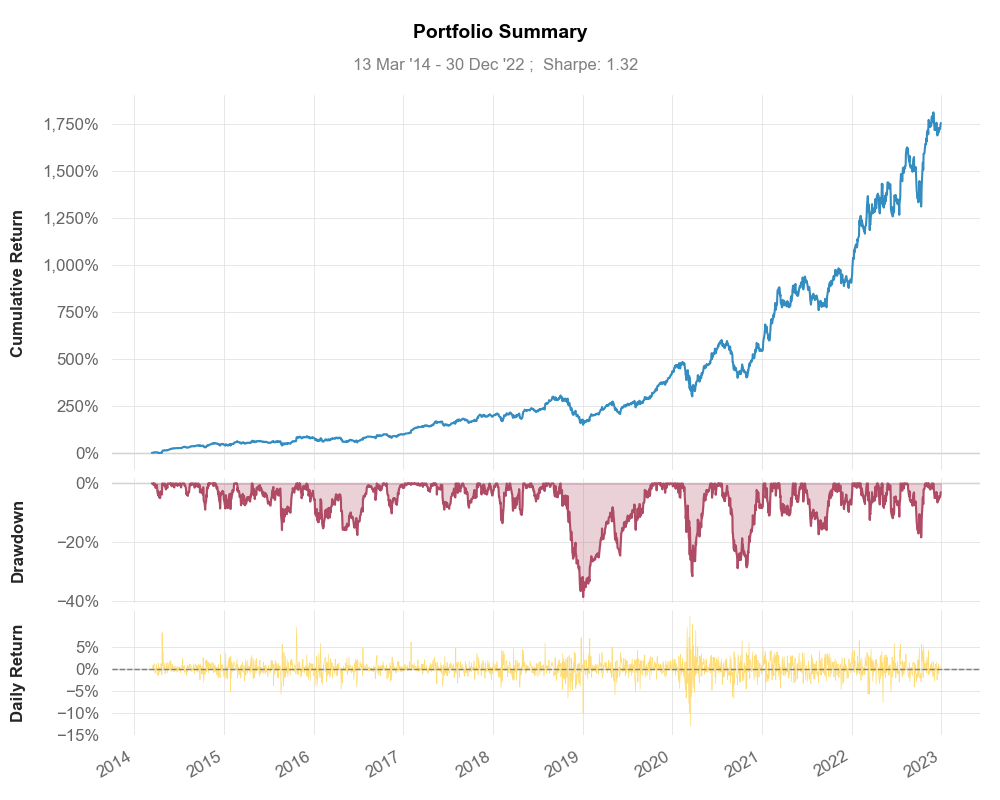 Portfolio Summary
13 Mar '14 - 30 Dec '22 ;  Sharpe: 1.32
Cumulative Return
1,750%
1,500%
1,250%
1,000%
750%
500%
250%
0%
Drawdown
0%
−20%
−40%
Daily Return
5%
0%
−5%
−10%
−15%
2014 2015 2016 2017 2018 2019 2020 2021 2022 2023